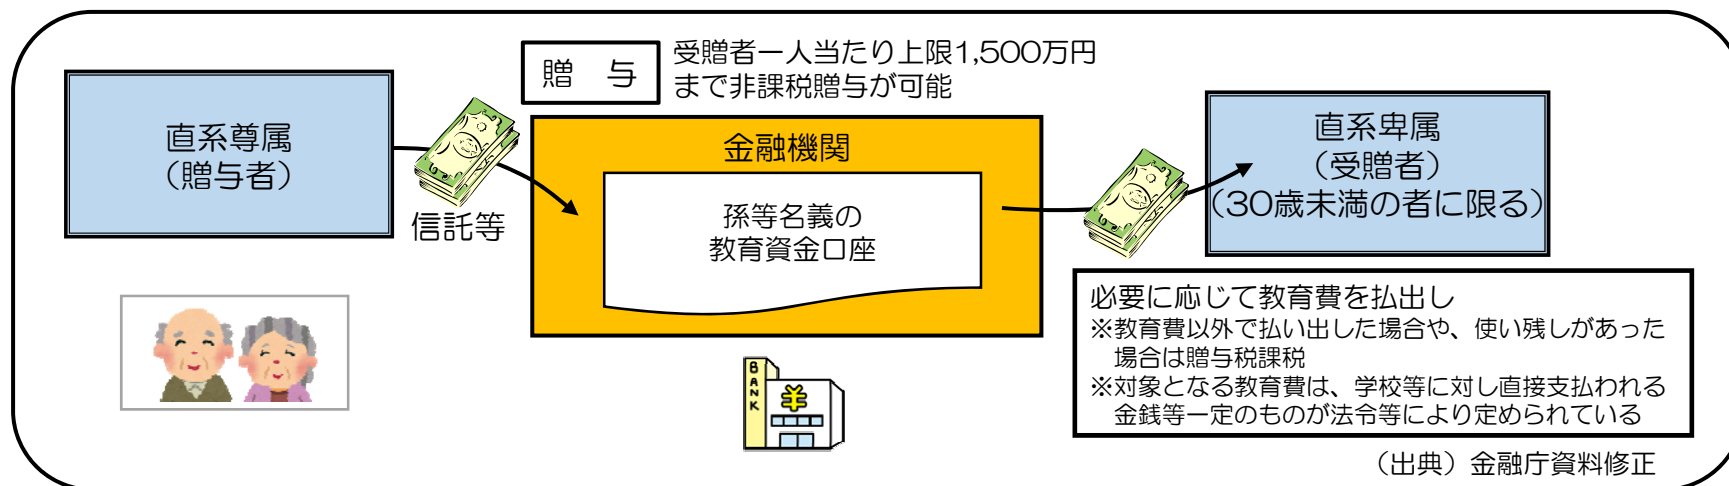 贈　与
受贈者一人当たり上限1,500万円
まで非課税贈与が可能
直系尊属
（贈与者）
信託等
金融機関
孫等名義の
教育資金口座
直系卑属
（受贈者）
（30歳未満の者に限る）
必要に応じて教育費を払出し
※教育費以外で払い出した場合や、使い残しがあった
場合は贈与税課税
※対象となる教育費は、学校等に対し直接支払われる
金銭等一定のものが法令等により定められている
BANK
（出典）金融庁資料修正